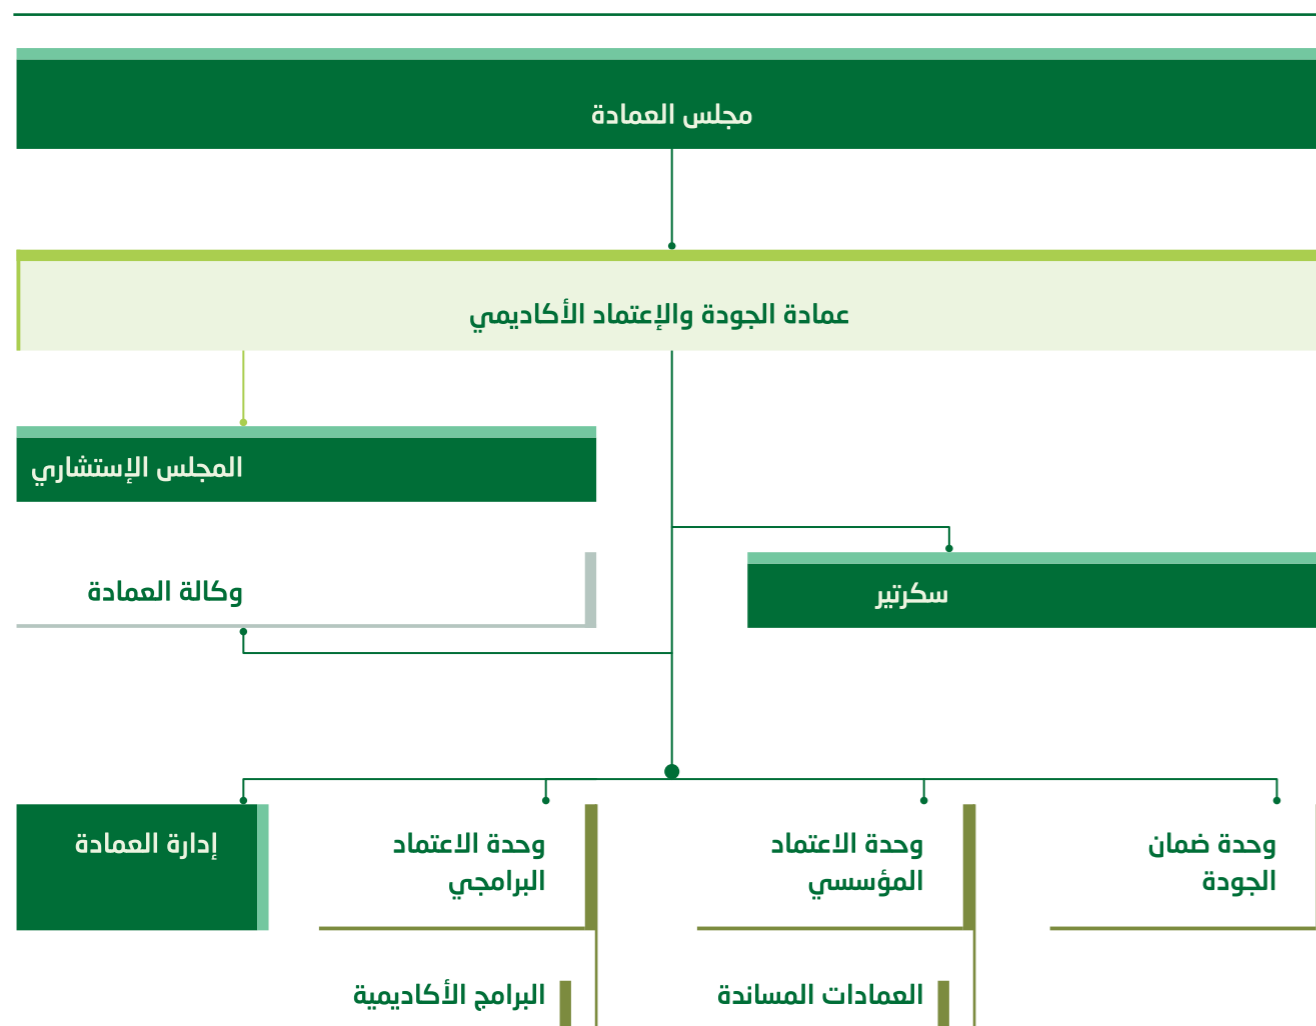 مجلس العمادة
عمادة الجودة والإعتماد الأكاديمي
المجلس الإستشاري
وكالة العمادة
سكرتير
وحدة ضمان
الجودة
وحدة الاعتماد
المؤسسي
وحدة الاعتماد
البرامجي
إدارة العمادة
العمادات المساندة
البرامج الأكاديمية